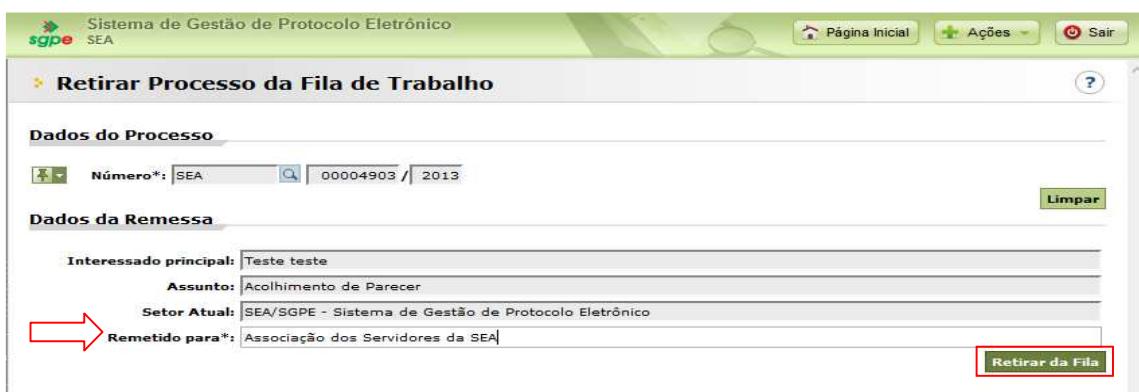 Sistema de Gestão de Protocolo Eletrônico
sgpe SEA
Página Inicial
Ações
Sair
Retirar Processo da Fila de Trabalho
?
Dados do Processo
Número*: SEA 00004903 / 2013
Limpar
Dados da Remessa
Interessado principal: Teste teste
Assunto: Acolhimento de Parecer
Setor Atual: SEA/SGPE - Sistema de Gestão de Protocolo Eletrônico
Remetido para*: Associação dos Servidores da SEA
Retirar da Fila